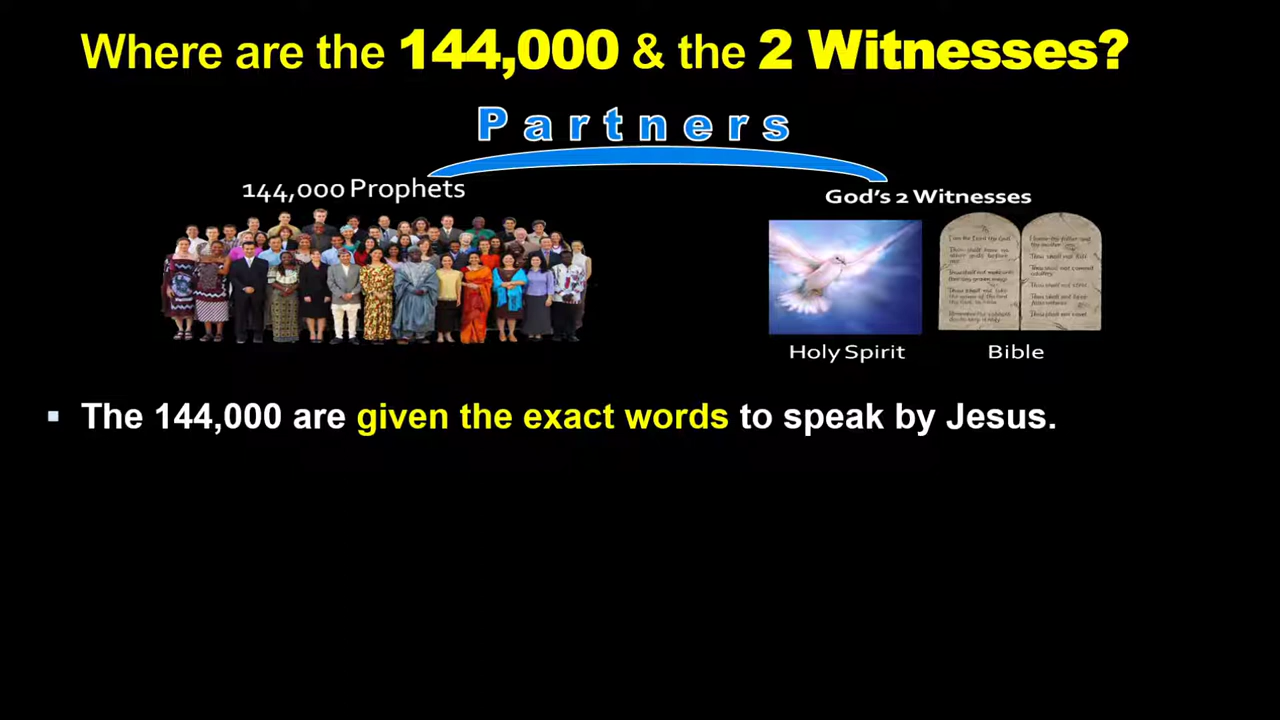 Where are the 144,000 & the 2 Witnesses?
Partners
144,000 Prophets
God's 2 Witnesses
Holy Spirit
Bible
▪ The 144,000 are given the exact words to speak by Jesus.